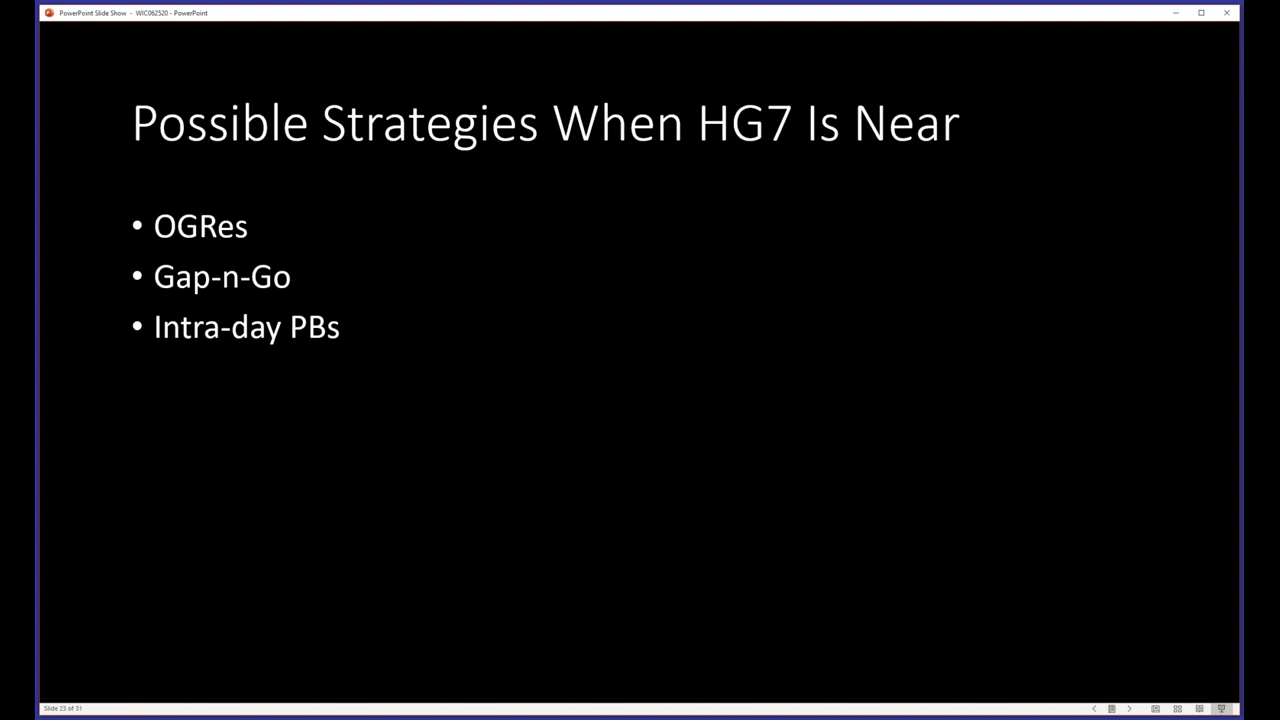 PowerPoint Slide Show - WIC062520 - PowerPoint
Possible Strategies When HG7 Is Near
• OGRes
• Gap-n-Go
• Intra-day PBs
Slide 23 of 31